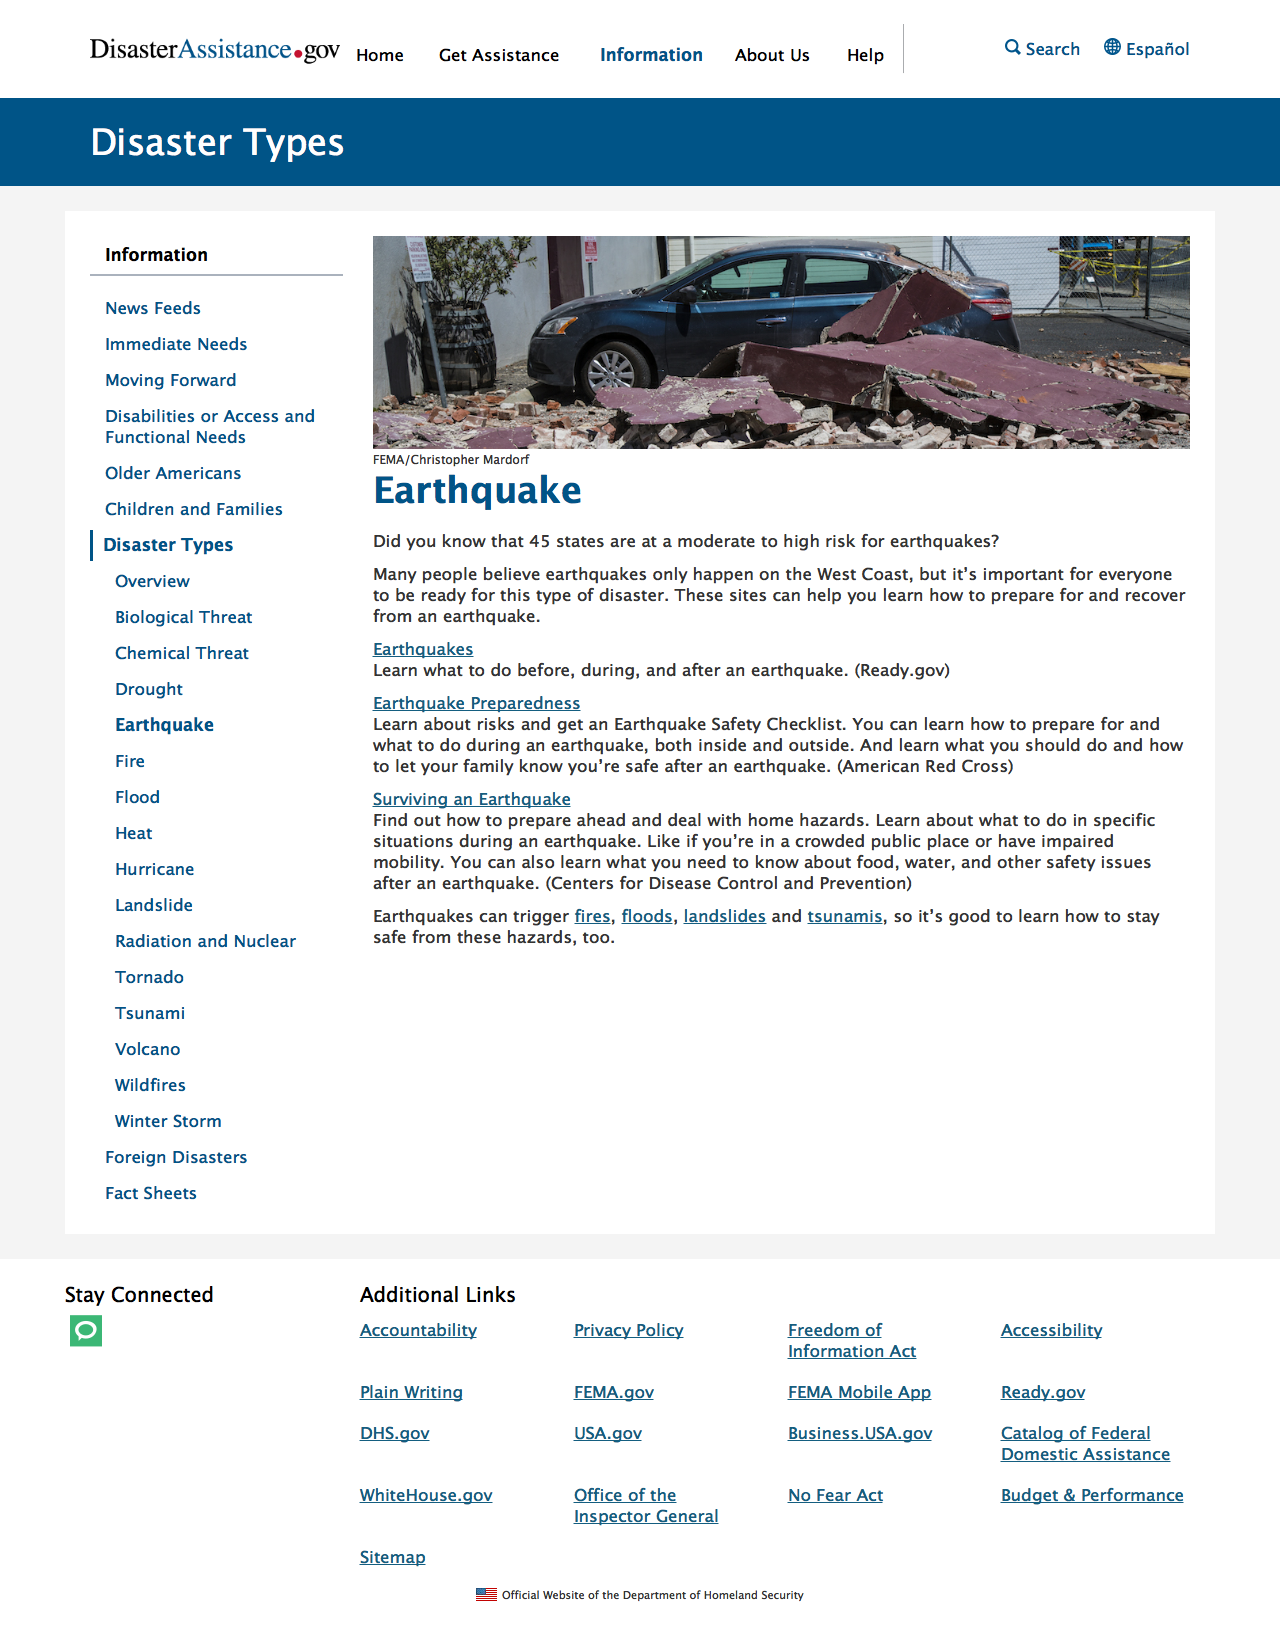 DisasterAssistance.gov
Home
Get Assistance
Information
About Us
Help
Search
Español
Disaster Types
Information
News Feeds
Immediate Needs
Moving Forward
Disabilities or Access and
Functional Needs
Older Americans
Children and Families
Disaster Types
Overview
Biological Threat
Chemical Threat
Drought
Earthquake
Fire
Flood
Heat
Hurricane
Landslide
Radiation and Nuclear
Tornado
Tsunami
Volcano
Wildfires
Winter Storm
Foreign Disasters
Fact Sheets
FEMA/Christopher Mardorf
Earthquake
Did you know that 45 states are at a moderate to high risk for earthquakes?
Many people believe earthquakes only happen on the West Coast, but it’s important for everyone
to be ready for this type of disaster. These sites can help you learn how to prepare for and recover
from an earthquake.
Earthquakes
Learn what to do before, during, and after an earthquake. (Ready.gov)
Earthquake Preparedness
Learn about risks and get an Earthquake Safety Checklist. You can learn how to prepare for and
what to do during an earthquake, both inside and outside. And learn what you should do and how
to let your family know you’re safe after an earthquake. (American Red Cross)
Surviving an Earthquake
Find out how to prepare ahead and deal with home hazards. Learn about what to do in specific
situations during an earthquake. Like if you’re in a crowded public place or have impaired
mobility. You can also learn what you need to know about food, water, and other safety issues
after an earthquake. (Centers for Disease Control and Prevention)
Earthquakes can trigger fires, floods, landslides and tsunamis, so it’s good to learn how to stay
safe from these hazards, too.
Stay Connected
Additional Links
Accountability
Privacy Policy
Freedom of
Information Act
Accessibility
Plain Writing
FEMA.gov
FEMA Mobile App
Ready.gov
DHS.gov
USA.gov
Business.USA.gov
Catalog of Federal
Domestic Assistance
WhiteHouse.gov
Office of the
Inspector General
No Fear Act
Budget & Performance
Sitemap
Official Website of the Department of Homeland Security